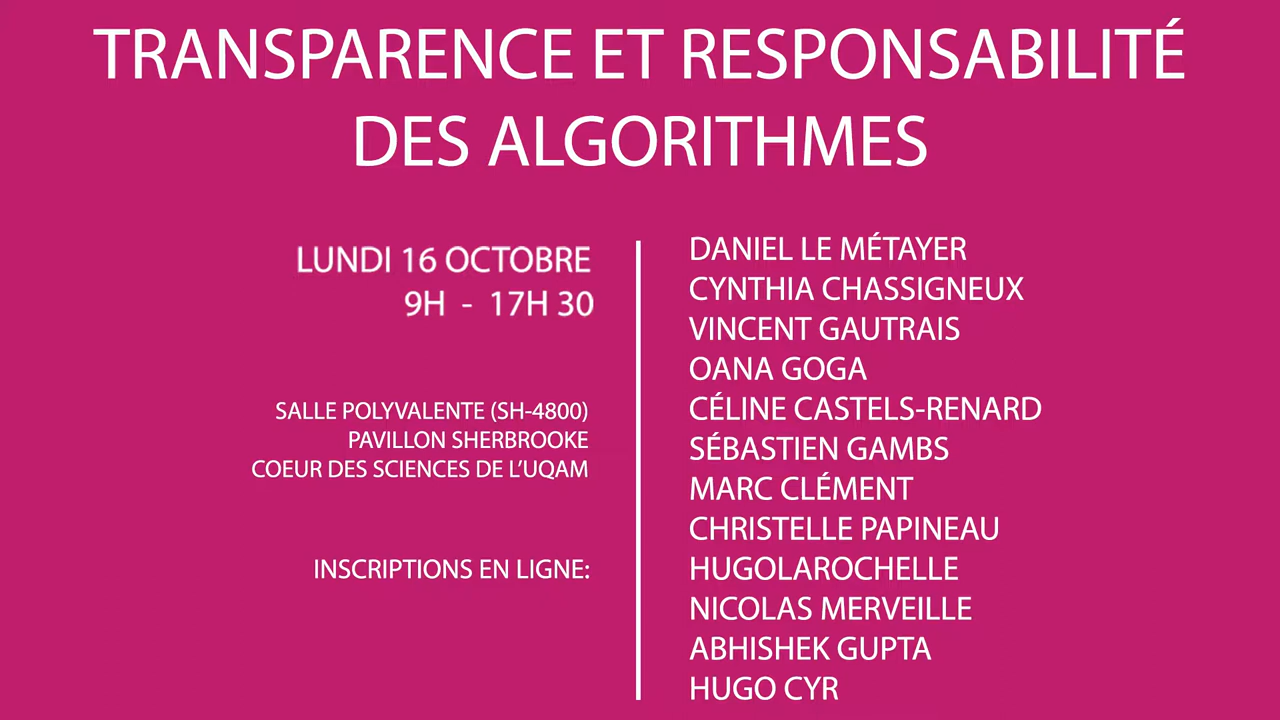 TRANSPARENCE ET RESPONSABILITÉ
DES ALGORITHMES
LUNDI 16 OCTOBRE
9H - 17H 30
SALLE POLYVALENTE (SH-4800)
PAVILLON SHERBROOKE
COEUR DES SCIENCES DE L’UQAM
INSCRIPTIONS EN LIGNE:
DANIEL LE MÉTAYER
CYNTHIA CHASSIGNEUX
VINCENT GAUTRAIS
OANA GOGA
CÉLINE CASTELS-RENARD
SÉBASTIEN GAMBS
MARC CLÉMENT
CHRISTELLE PAPINEAU
HUGOLAROCHELLE
NICOLAS MERVEILLE
ABHISHEK GUPTA
HUGO CYR